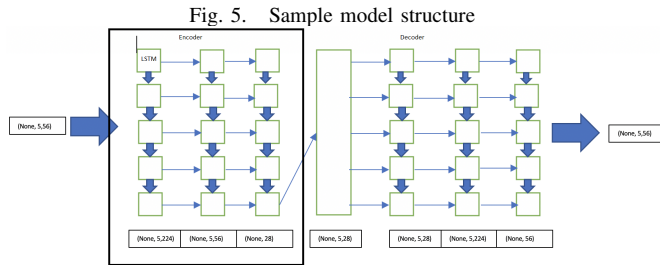 Fig. 5. Sample model structure
Encoder
Decoder
LSTM
(None, 5,56)
(None, 5,56)
(None, 5,224)
(None, 5,56)
(None, 28)
(None, 5,28)
(None, 5,28)
(None, 5,224)
(None, 56)